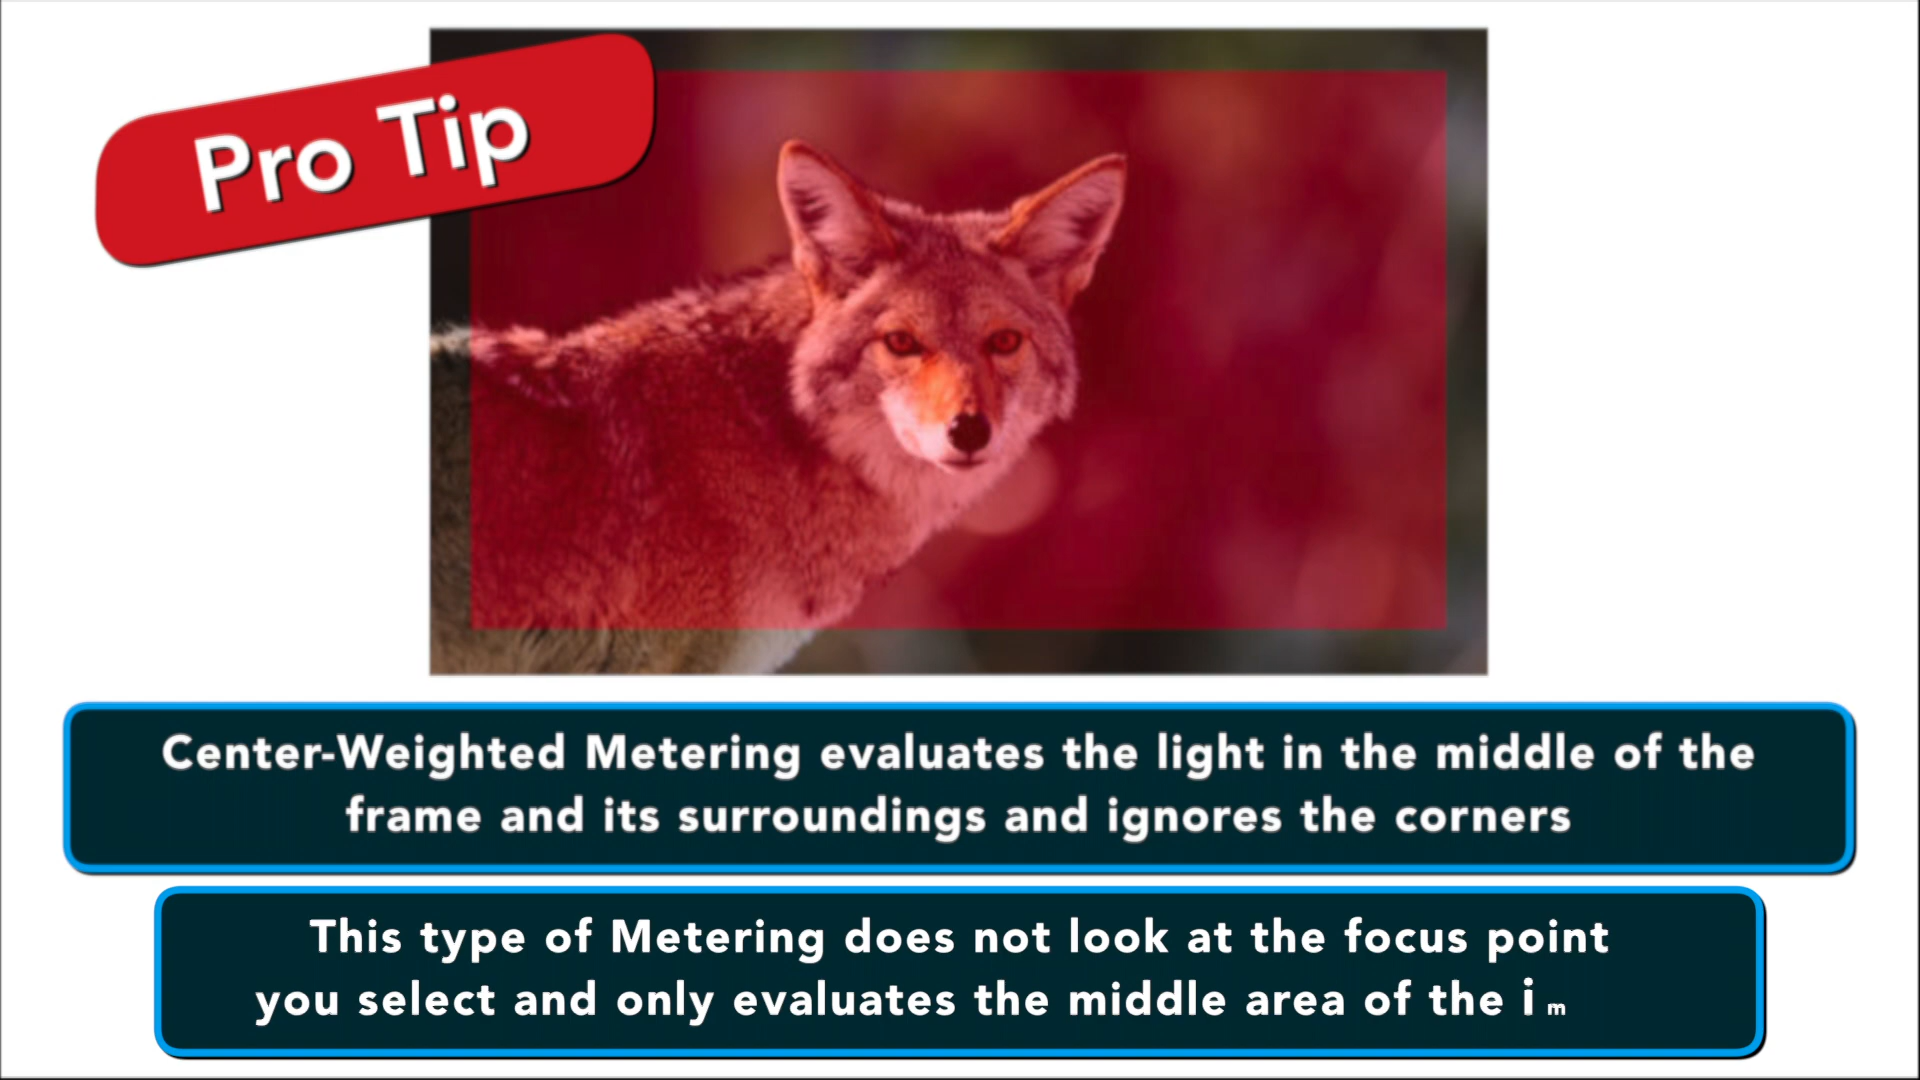 Pro Tip
Center-Weighted Metering evaluates the light in the middle of the
frame and its surroundings and ignores the corners
This type of Metering does not look at the focus point
you select and only evaluates the middle area of the im